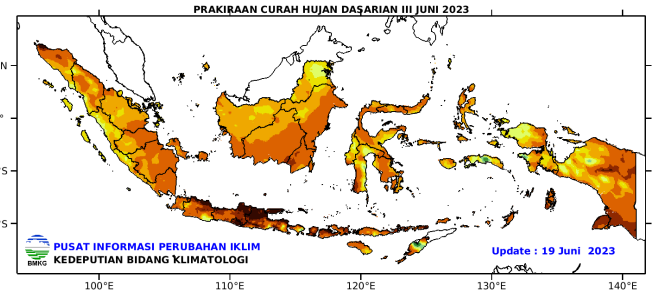 PRAKIRAAN CURAH HUJAN DASARIAN III JUNI 2023
N
°
°S
°S
PUSAT INFORMASI PERUBAHAN IKLIM
KEDEPUTIAN BIDANG KLIMATOLOGI
BMKG
Update : 19 Juni 2023
100°E 110°E 120°E 130°E 140°E